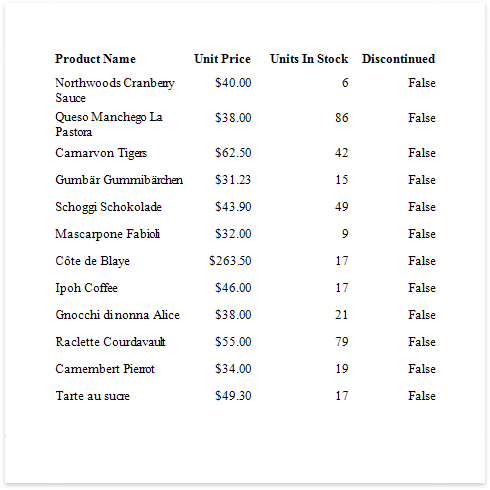 Product Name Unit Price Units In Stock Discontinued
Northwoods Cranberry $40.00 6 False
Sauce
Queso Manchego La $38.00 86 False
Pastora
Carnarvon Tigers $62.50 42 False
Gumbär Gummibärchen $31.23 15 False
Schoggi Schokolade $43.90 49 False
Mascarpone Fabioli $32.00 9 False
Côte de Blaye $263.50 17 False
Ipoh Coffee $46.00 17 False
Gnocchi di nonna Alice $38.00 21 False
Raclette Courdavault $55.00 79 False
Camembert Pierrot $34.00 19 False
Tarte au sucre $49.30 17 False